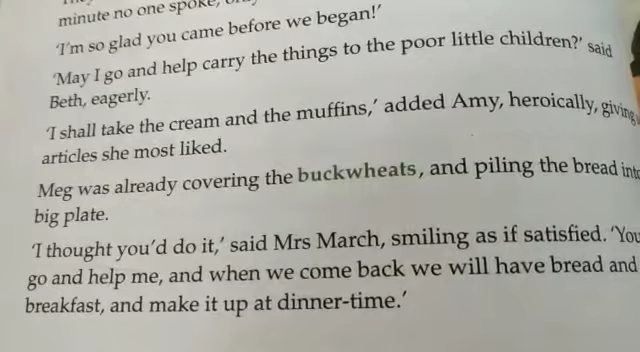 minute no one spoke,
'I'm so glad you came before we began!'
'May I go and help carry the things to the poor little children?' said
Beth, eagerly.
'I shall take the cream and the muffins,' added Amy, heroically, giving
articles she most liked.
Meg was already covering the buckwheats, and piling the bread into
big plate.
'I thought you'd do it,' said Mrs March, smiling as if satisfied. 'You
go and help me, and when we come back we will have bread and
breakfast, and make it up at dinner-time.'